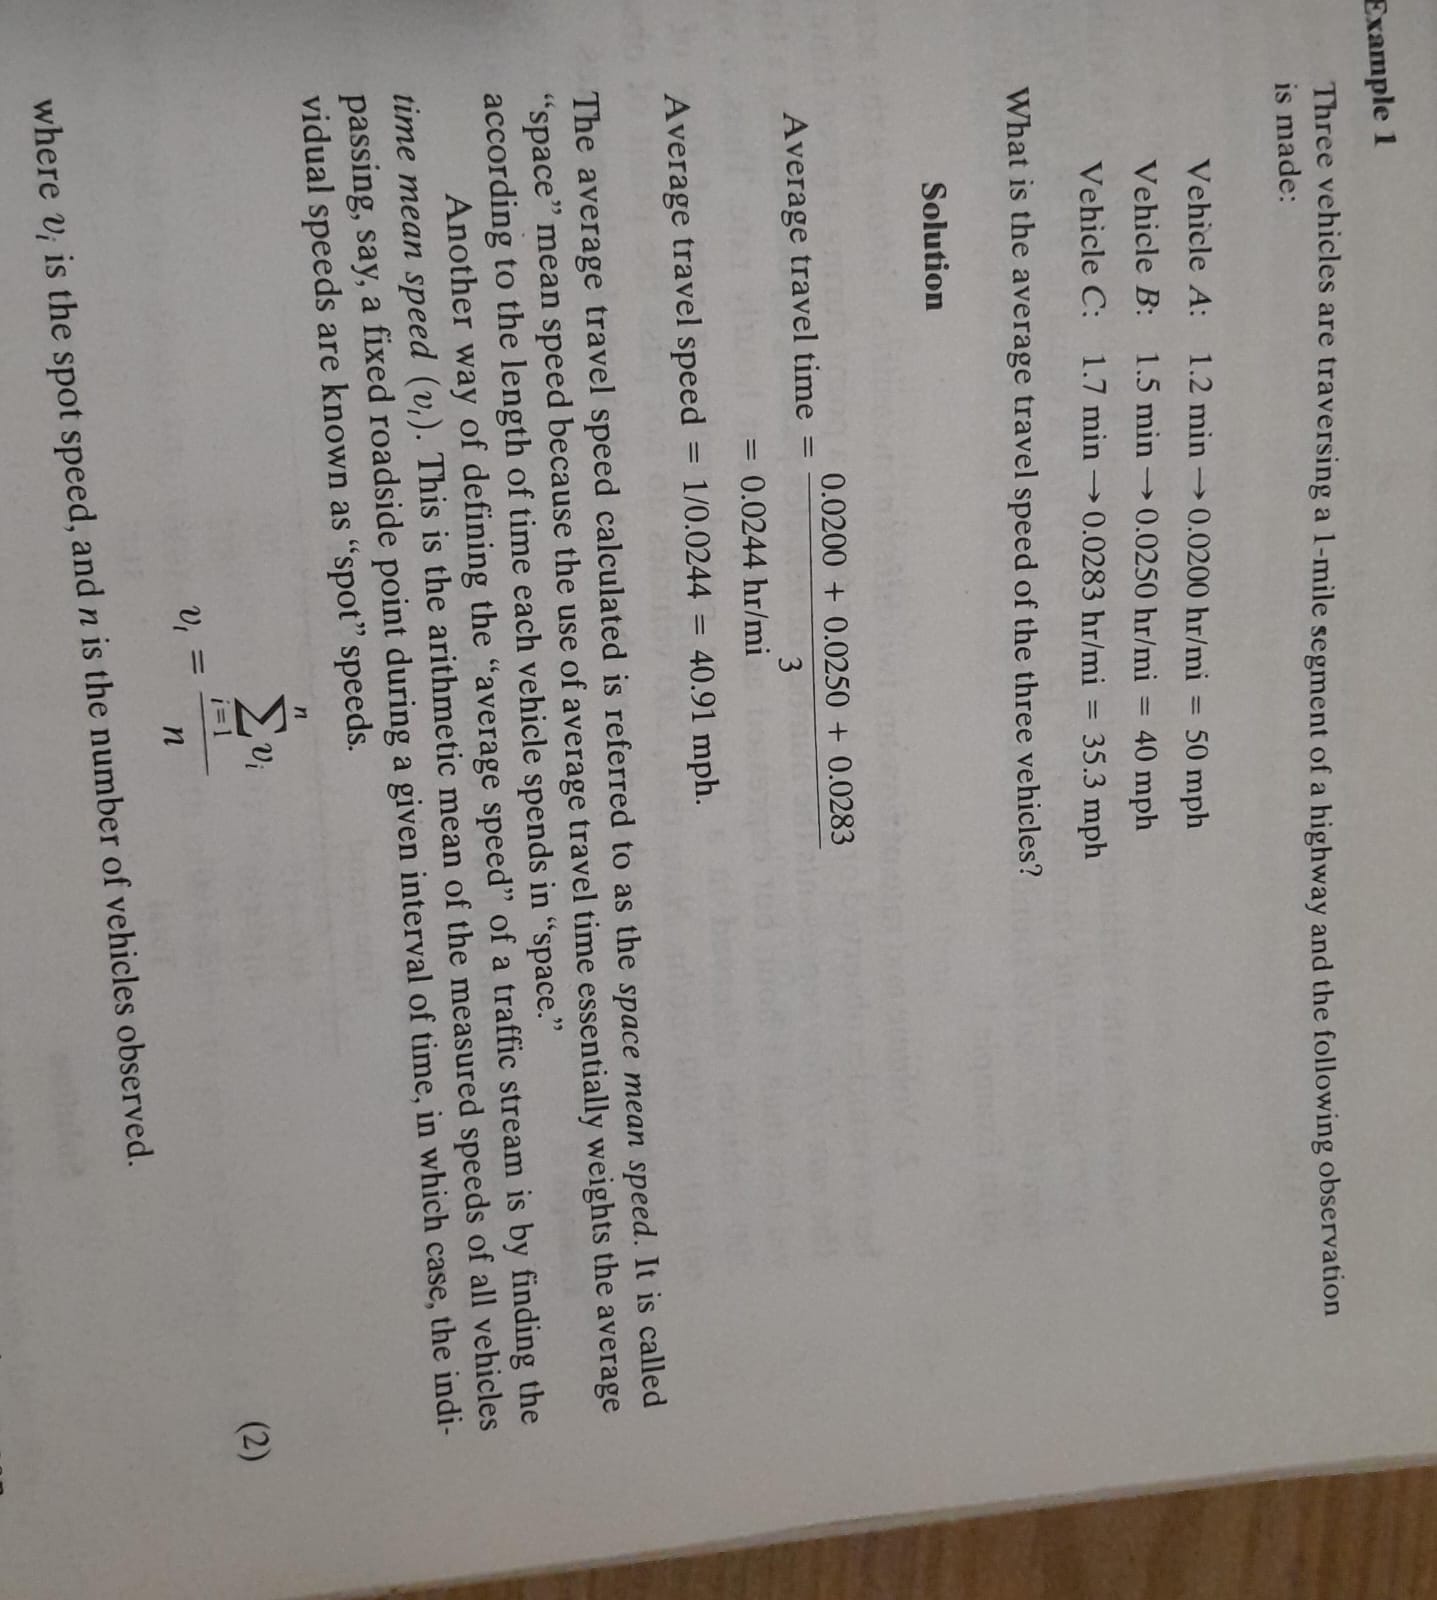 Example 1
Three vehicles are traversing a 1-mile segment of a highway and the following observation
is made:
Vehicle A: 1.2 min → 0.0200 hr/mi = 50 mph
Vehicle B: 1.5 min → 0.0250 hr/mi = 40 mph
Vehicle C: 1.7 min → 0.0283 hr/mi = 35.3 mph
What is the average travel speed of the three vehicles?
Solution
Average travel time = (0.0200 + 0.0250 + 0.0283) / 3
= 0.0244 hr/mi
Average travel speed = 1/0.0244 = 40.91 mph.
The average travel speed calculated is referred to as the space mean speed. It is called
“space” mean speed because the use of average travel time essentially weights the average
according to the length of time each vehicle spends in “space.”
Another way of defining the “average speed” of a traffic stream is by finding the
time mean speed (vₜ). This is the arithmetic mean of the measured speeds of all vehicles
passing, say, a fixed roadside point during a given interval of time, in which case, the indi-
vidual speeds are known as “spot” speeds.
vₜ = (∑ⁿᵢ₌₁ vᵢ) / n (2)
where vᵢ is the spot speed, and n is the number of vehicles observed.